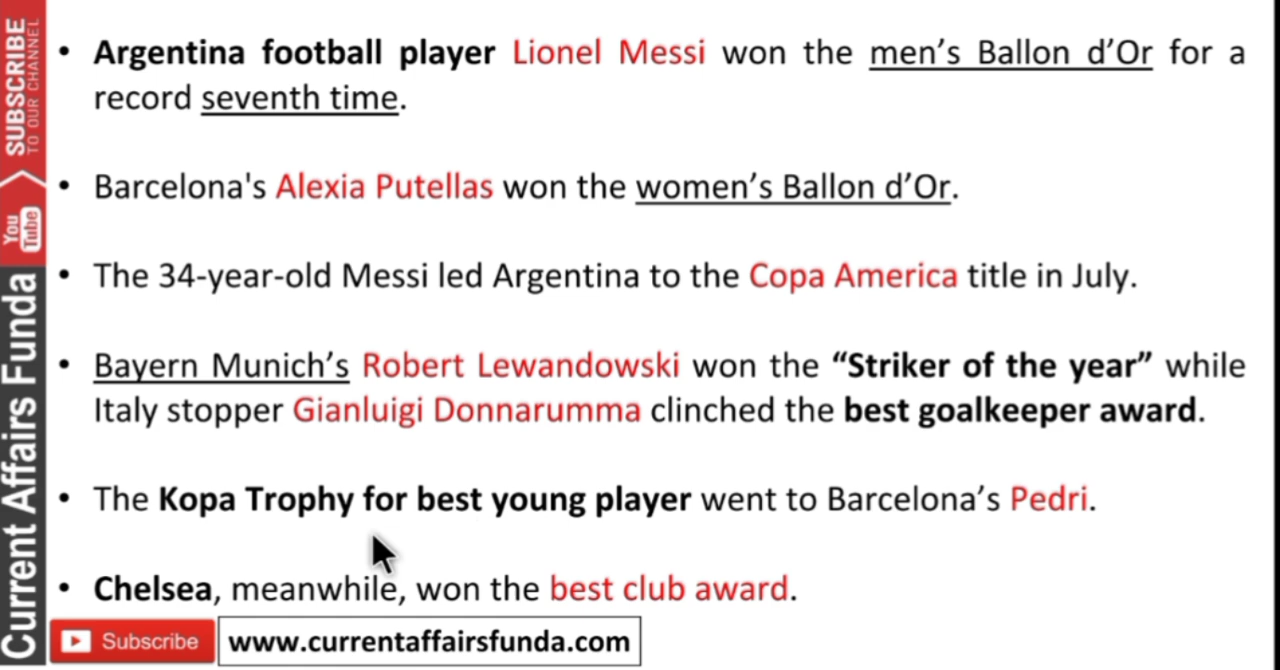 • Argentina football player Lionel Messi won the men’s Ballon d’Or for a
record seventh time.
• Barcelona's Alexia Putellas won the women’s Ballon d’Or.
• The 34-year-old Messi led Argentina to the Copa America title in July.
• Bayern Munich’s Robert Lewandowski won the “Striker of the year” while
Italy stopper Gianluigi Donnarumma clinched the best goalkeeper award.
• The Kopa Trophy for best young player went to Barcelona’s Pedri.
• Chelsea, meanwhile, won the best club award.
Subscribe
www.currentaffairsfunda.com
SUBSCRIBE
TO OUR CHANNEL
You
Tube
Current Affairs Funda